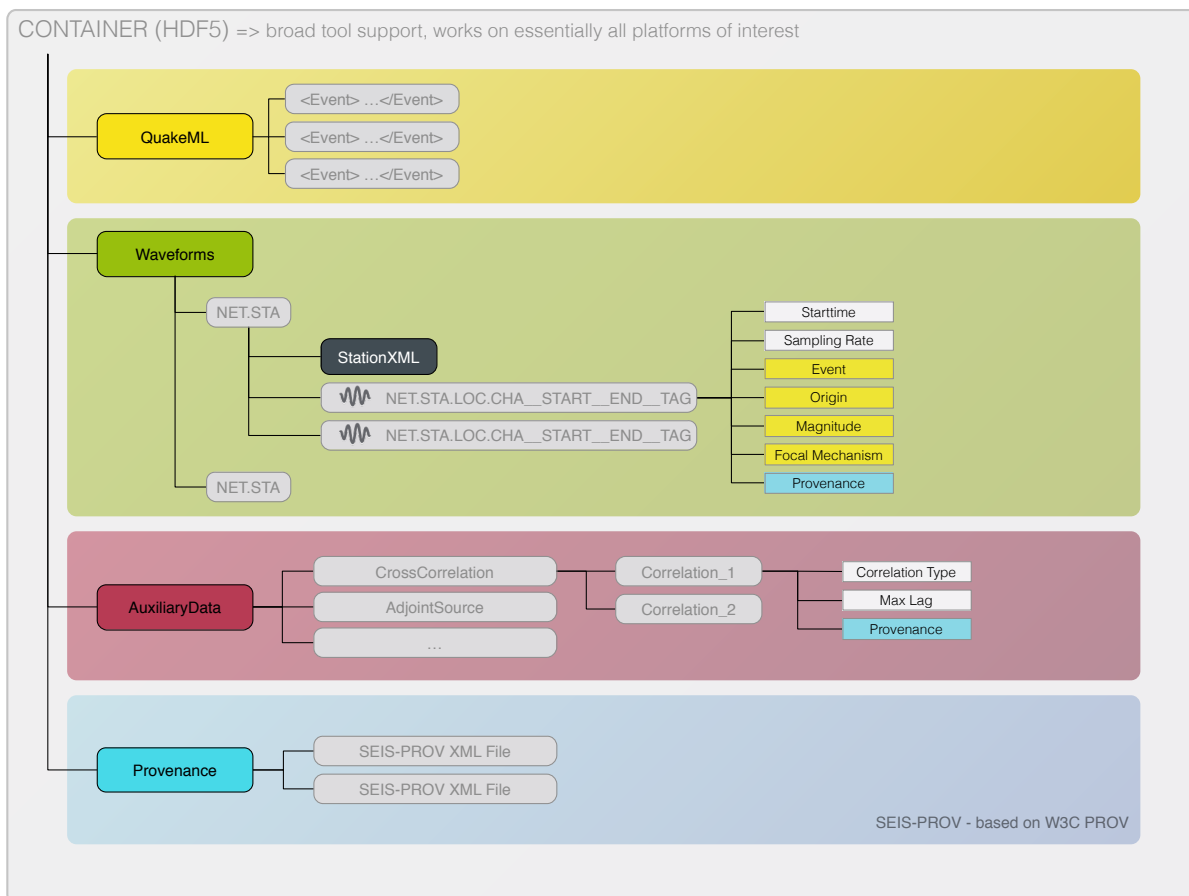 CONTAINER (HDF5) => broad tool support, works on essentially all platforms of interest
QuakeML
<Event> ...</Event>
<Event> ...</Event>
<Event> ...</Event>
Waveforms
NET.STA
StationXML
NET.STA.LOC.CHA__START__END__TAG
NET.STA.LOC.CHA__START__END__TAG
Starttime
Sampling Rate
Event
Origin
Magnitude
Focal Mechanism
Provenance
NET.STA
AuxiliaryData
CrossCorrelation
AdjointSource
...
Correlation_1
Correlation_2
Correlation Type
Max Lag
Provenance
Provenance
SEIS-PROV XML File
SEIS-PROV XML File
SEIS-PROV - based on W3C PROV